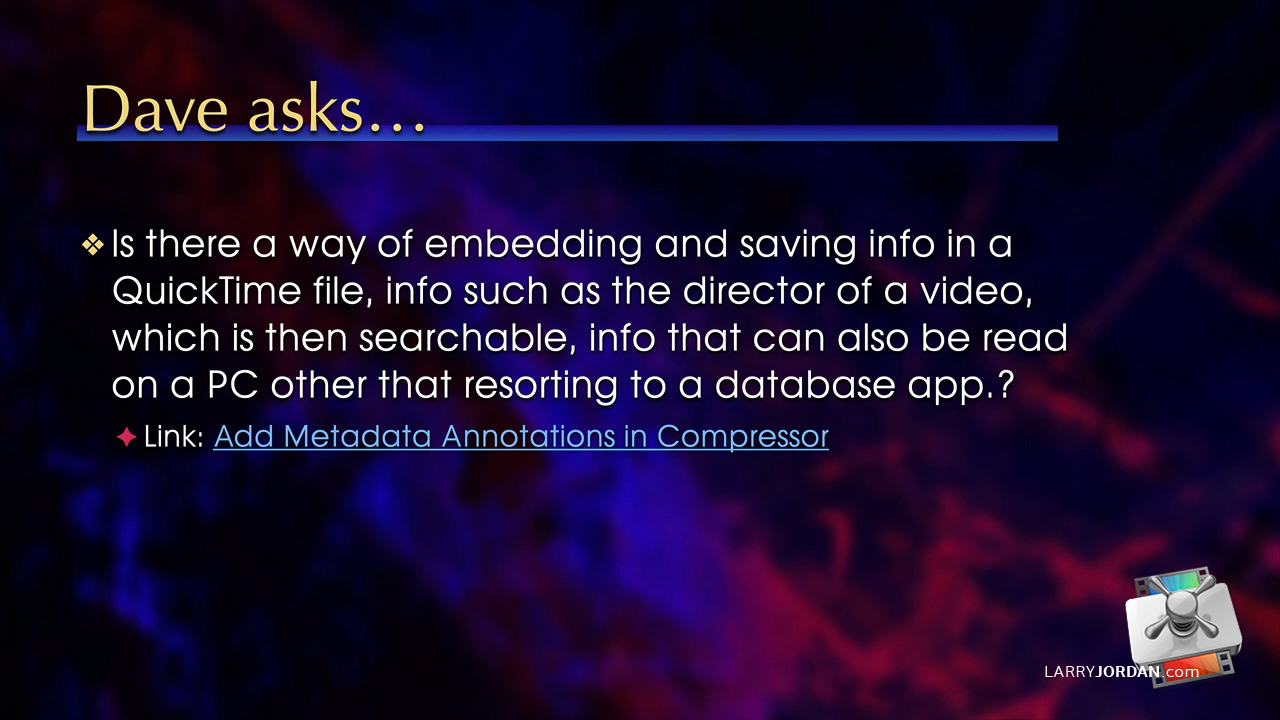 Dave asks…
❖ Is there a way of embedding and saving info in a
QuickTime file, info such as the director of a video,
which is then searchable, info that can also be read
on a PC other that resorting to a database app.?
✦ Link: Add Metadata Annotations in Compressor
LARRYJORDAN.com